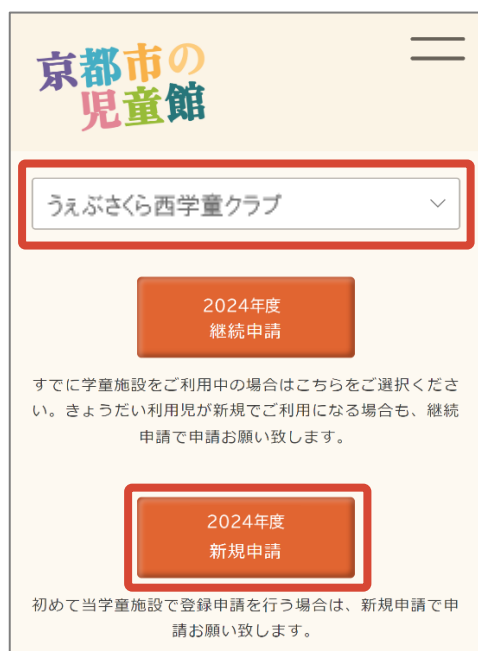 京都市の
児童館
うぇぶさくら西学童クラブ
2024年度
継続申請
すでに学童施設をご利用中の場合はこちらをご選択くださ
い。きょうだい利用児が新規でご利用になる場合も、継続
申請で申請お願い致します。
2024年度
新規申請
初めて当学童施設で登録申請を行う場合は、新規申請で申
請お願い致します。